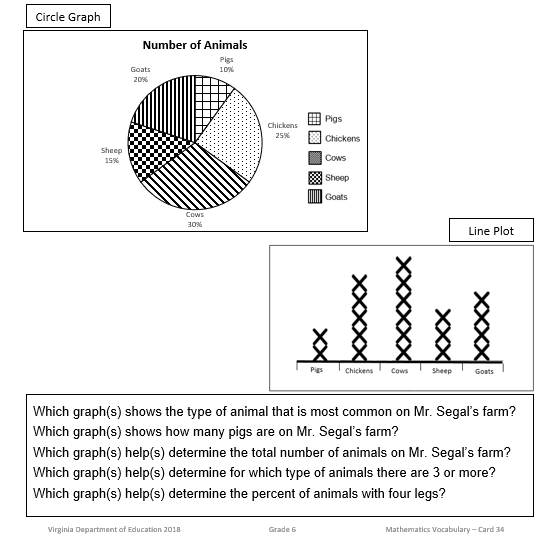 Circle Graph
Number of Animals
Pigs
10%
Goats
20%
Chickens
25%
Sheep
15%
Cows
30%
Pigs
Chickens
Cows
Sheep
Goats
Line Plot
Pigs Chickens Cows Sheep Goats
Which graph(s) shows the type of animal that is most common on Mr. Segal's farm?
Which graph(s) shows how many pigs are on Mr. Segal's farm?
Which graph(s) help(s) determine the total number of animals on Mr. Segal's farm?
Which graph(s) help(s) determine for which type of animals there are 3 or more?
Which graph(s) help(s) determine the percent of animals with four legs?
Virginia Department of Education 2018 Grade 6 Mathematics Vocabulary – Card 34